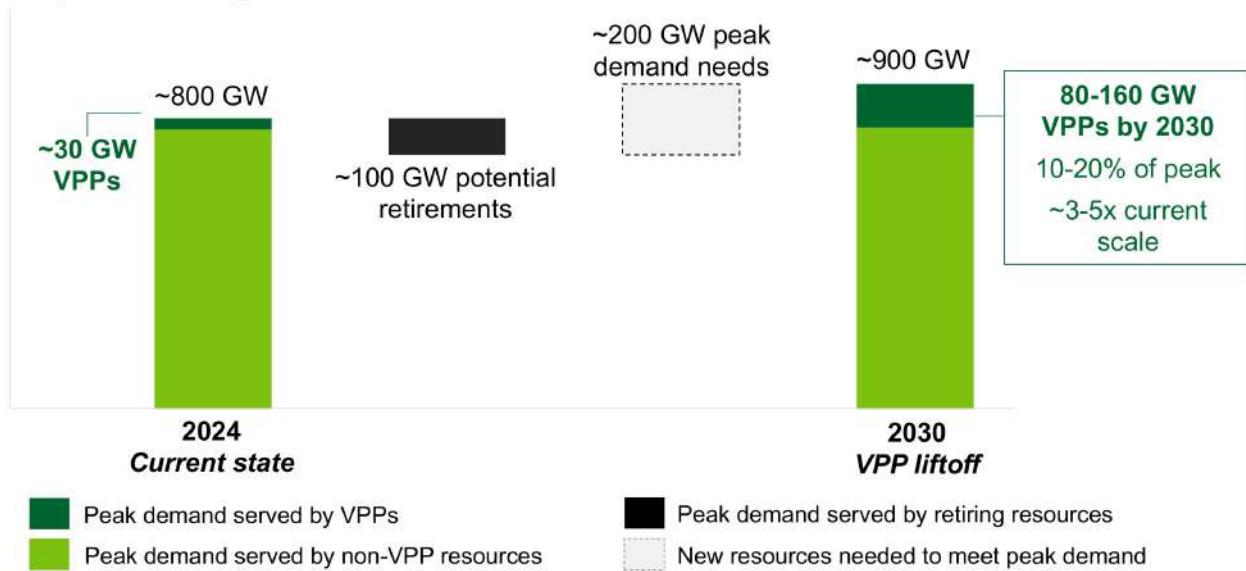 ~200 GW peak
demand needs
~900 GW
~800 GW
~30 GW
VPPs
~100 GW potential
retirements
80-160 GW
VPPs by 2030
10-20% of peak
~3-5x current
scale
2024
Current state
2030
VPP liftoff
Peak demand served by VPPs
Peak demand served by retiring resources
Peak demand served by non-VPP resources
New resources needed to meet peak demand